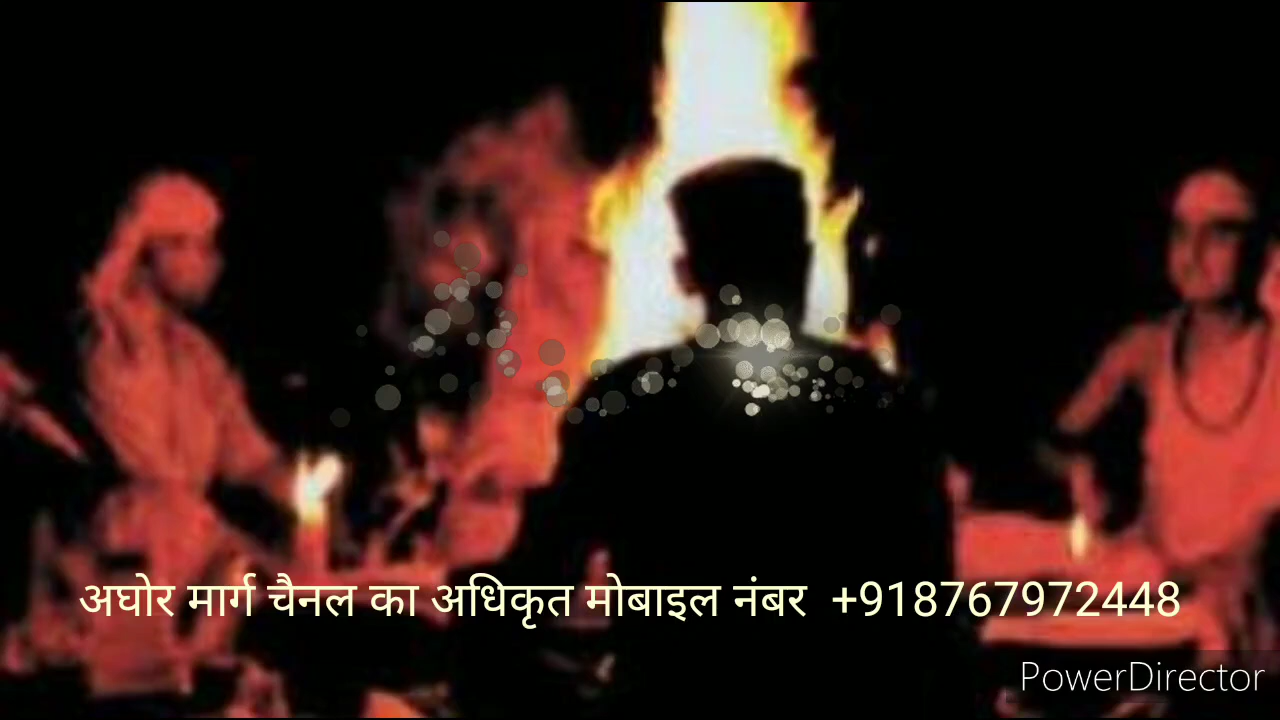 अघोर मार्ग चैनल का अधिकृत मोबाइल नंबर +918767972448
PowerDirector